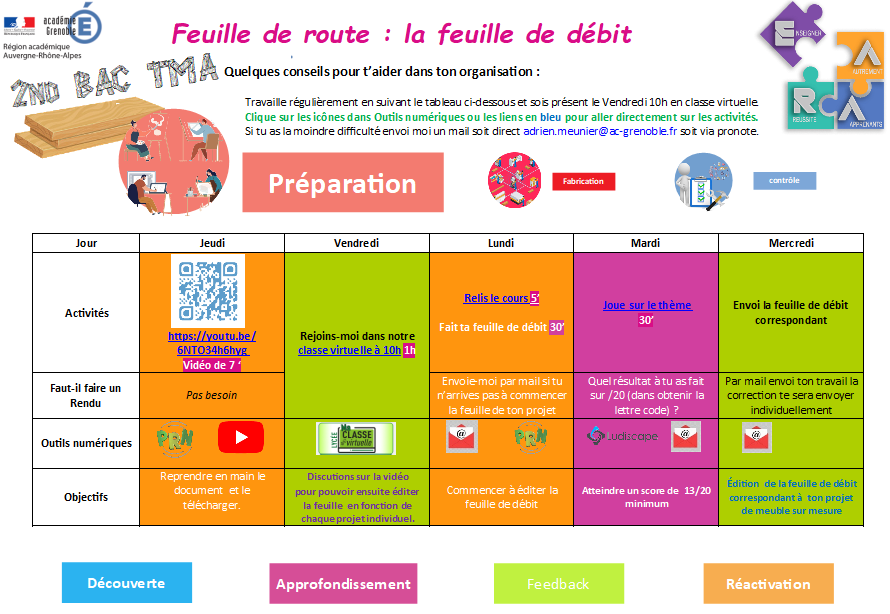 académie
Grenoble
Région académique
Auvergne-Rhône-Alpes
Feuille de route : la feuille de débit
ENSEIGNER
AUTREMENT
RÉUSSITE
APPRENANTS
2ND BAC TMA
Quelques conseils pour t'aider dans ton organisation :
Travaille régulièrement en suivant le tableau ci-dessous et sois présent le Vendredi 10h en classe virtuelle.
Clique sur les icônes dans Outils numériques ou les liens en bleu pour aller directement sur les activités.
Si tu as la moindre difficulté envoi moi un mail soit direct adrien.meunier@ac-grenoble.fr soit via pronote.
Préparation
Fabrication
contrôle
Jour
Jeudi
Vendredi
Lundi
Mardi
Mercredi
Activités
https://youtu.be/
6NTO34h6hyg
Vidéo de 7 '
Rejoins-moi dans notre
classe virtuelle à 10h 1h
Relis le cours 5'
Fait ta feuille de débit 30'
Joue sur le thème
30'
Envoi la feuille de débit
correspondant
Faut-il faire un
Rendu
Pas besoin
Envoie-moi par mail si tu
n'arrives pas à commencer
la feuille de ton projet
Quel résultat à tu as fait
sur /20 (dans obtenir la
lettre code) ?
Par mail envoi ton travail la
correction te sera envoyer
individuellement
Outils numériques
PRN
LYCÉE
Ma CLASSE
virtuelle
PRN
Ludiscape
Objectifs
Reprendre en main le
document et le
télécharger.
Discutions sur la vidéo
pour pouvoir ensuite éditer
la feuille en fonction de
chaque projet individuel.
Commencer à éditer la
feuille de débit
Atteindre un score de 13/20
minimum
Édition de la feuille de débit
correspondant à ton projet
de meuble sur mesure
Découverte
Approfondissement
Feedback
Réactivation